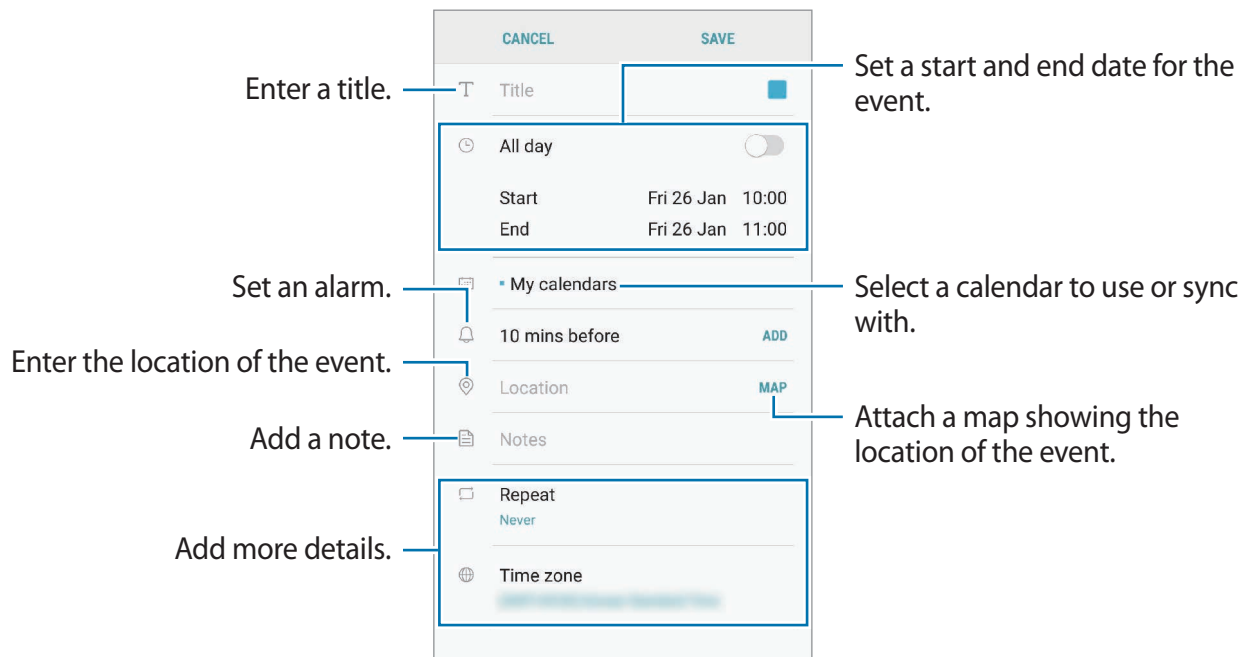 CANCEL SAVE
Enter a title.
Title
Set a start and end date for the
event.
All day
Start Fri 26 Jan 10:00
End Fri 26 Jan 11:00
Set an alarm.
My calendars
Select a calendar to use or sync
with.
10 mins before ADD
Enter the location of the event.
Location MAP
Attach a map showing the
location of the event.
Add a note.
Notes
Repeat
Never
Add more details.
Time zone